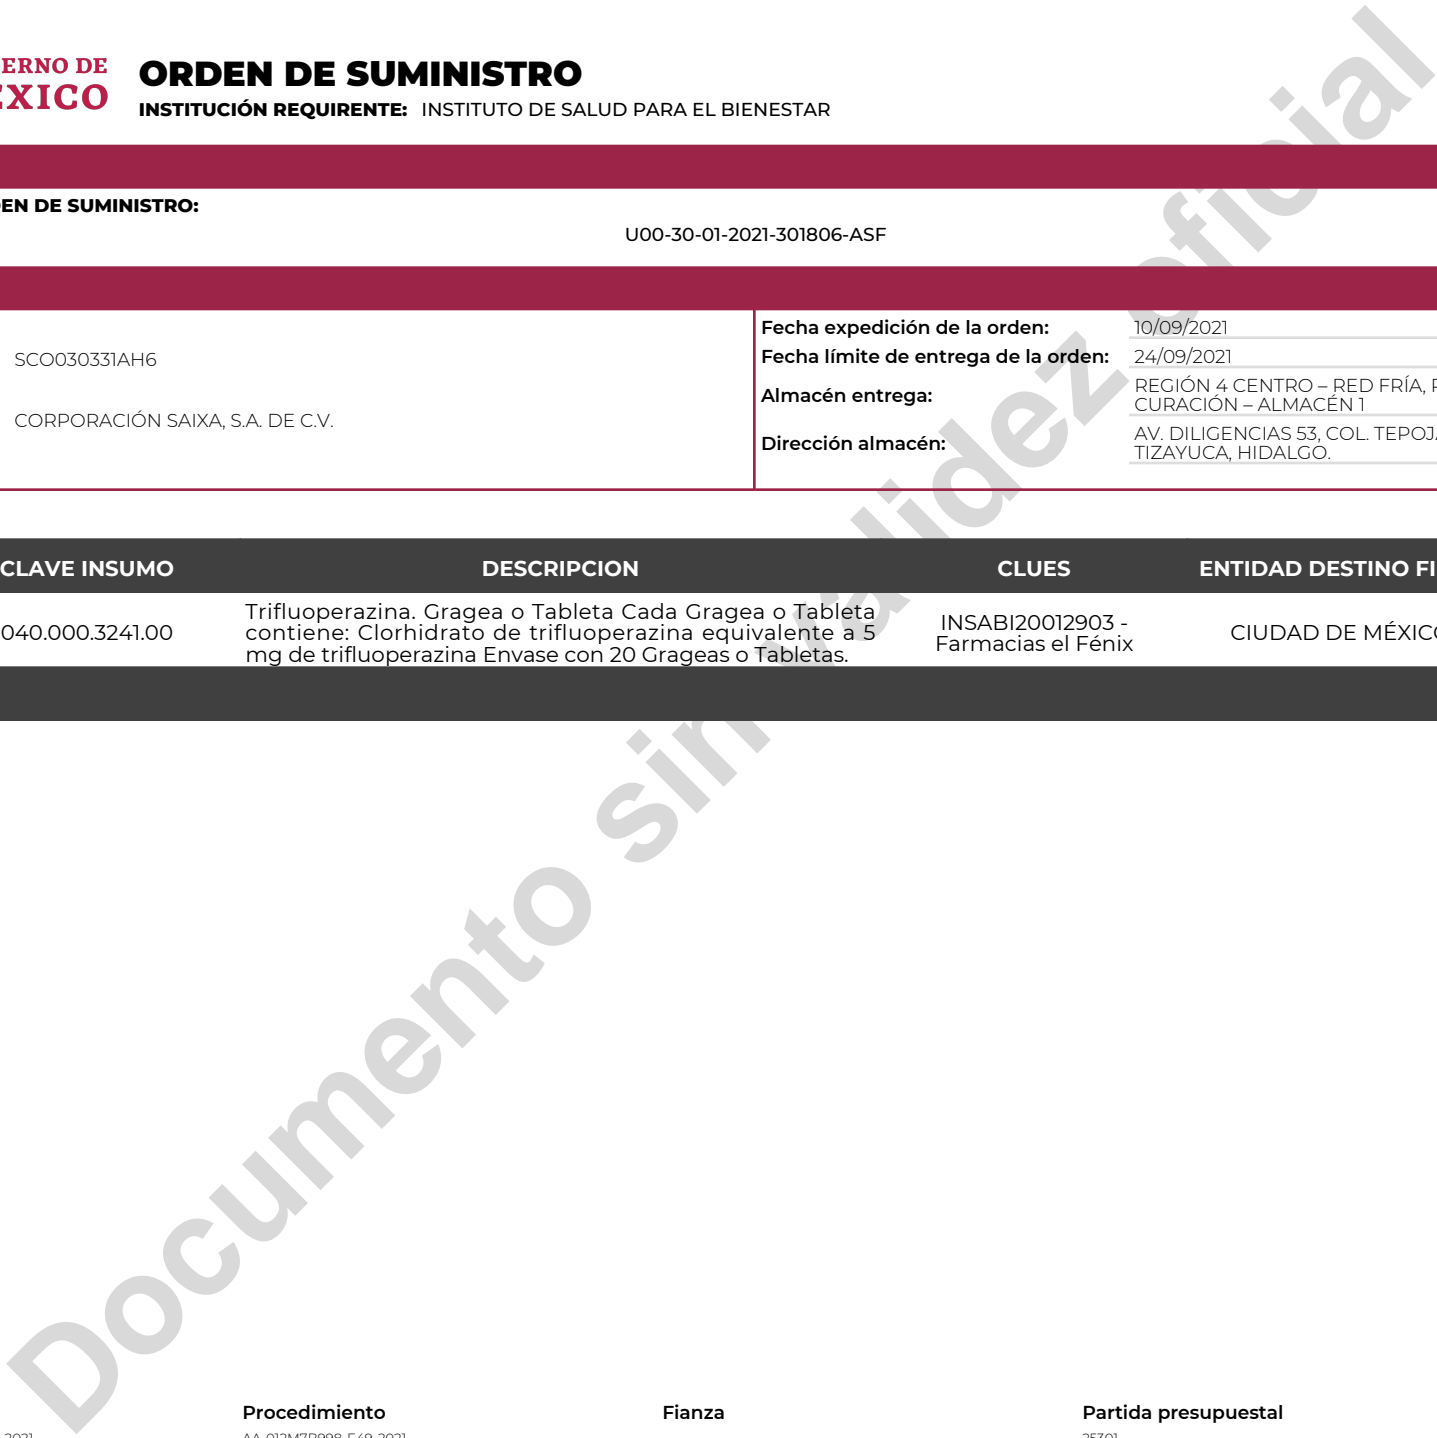 ERNO DE
ÉXICO
ORDEN DE SUMINISTRO
INSTITUCIÓN REQUIRENTE: INSTITUTO DE SALUD PARA EL BIENESTAR
EN DE SUMINISTRO:
U00-30-01-2021-301806-ASF
SCO030331AH6
CORPORACIÓN SAIXA, S.A. DE C.V.
Fecha expedición de la orden: 10/09/2021
Fecha límite de entrega de la orden: 24/09/2021
Almacén entrega:
REGIÓN 4 CENTRO – RED FRÍA,
CURACIÓN – ALMACÉN 1
Dirección almacén:
AV. DILIGENCIAS 53, COL. TEPOJ
TIZAYUCA, HIDALGO.
CLAVE INSUMO DESCRIPCION CLUES ENTIDAD DESTINO FI
040.000.3241.00
Trifluoperazina. Gragea o Tableta Cada Gragea o Tableta
contiene: Clorhidrato de trifluoperazina equivalente a 5
mg de trifluoperazina Envase con 20 Grageas o Tabletas.
INSABI20012903 -
Farmacias el Fénix
CIUDAD DE MÉXICO
Documento sin validez oficial
Procedimiento Fianza Partida presupuestal